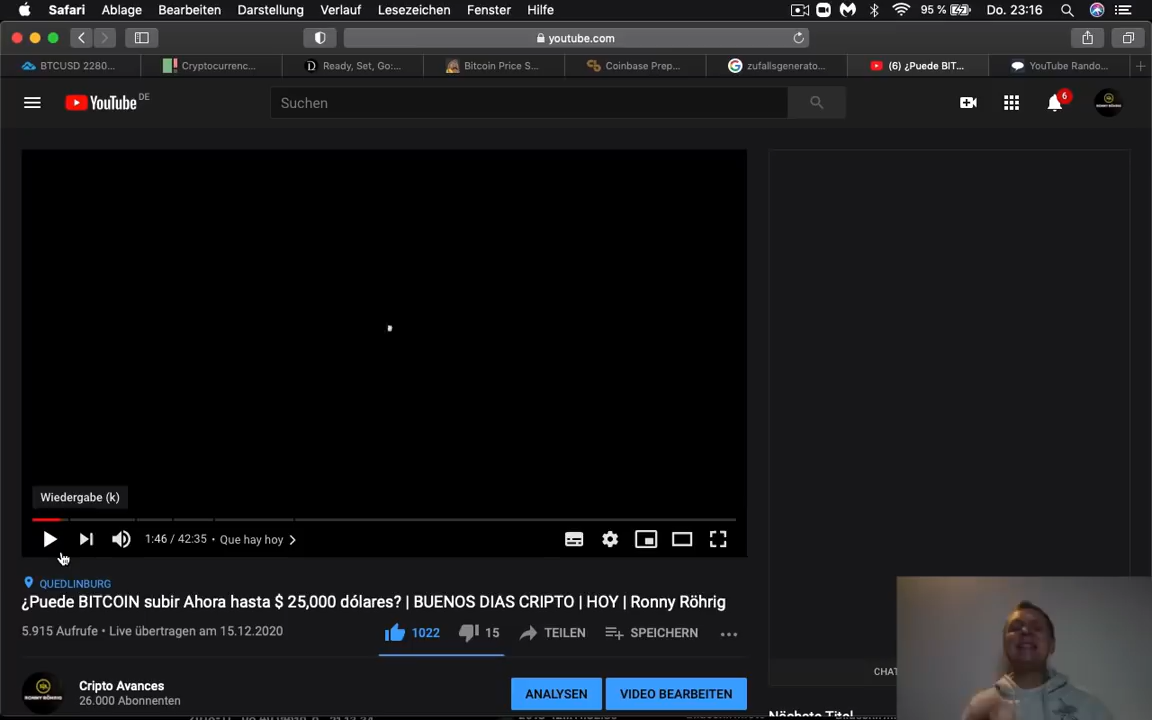 Safari Ablage Bearbeiten Darstellung Verlauf Lesezeichen Fenster Hilfe 95 % Do. 23:16
youtube.com
BTCUSD 2280... Cryptocurrenc... Ready, Set, Go:... Bitcoin Price S... Coinbase Prep... zufallsgenerato... (6) ¿Puede BIT... YouTube Rando...
YouTube DE Suchen 6
Wiedergabe (k)
1:46 / 42:35 • Que hay hoy
QUEDLINBURG
¿Puede BITCOIN subir Ahora hasta $ 25,000 dólares? | BUENOS DIAS CRIPTO | HOY | Ronny Röhrig
5.915 Aufrufe • Live übertragen am 15.12.2020 1022 15 TEILEN SPEICHERN ...
CHAT
Cripto Avances
26.000 Abonnenten
ANALYSEN VIDEO BEARBEITEN
Nächste Titel